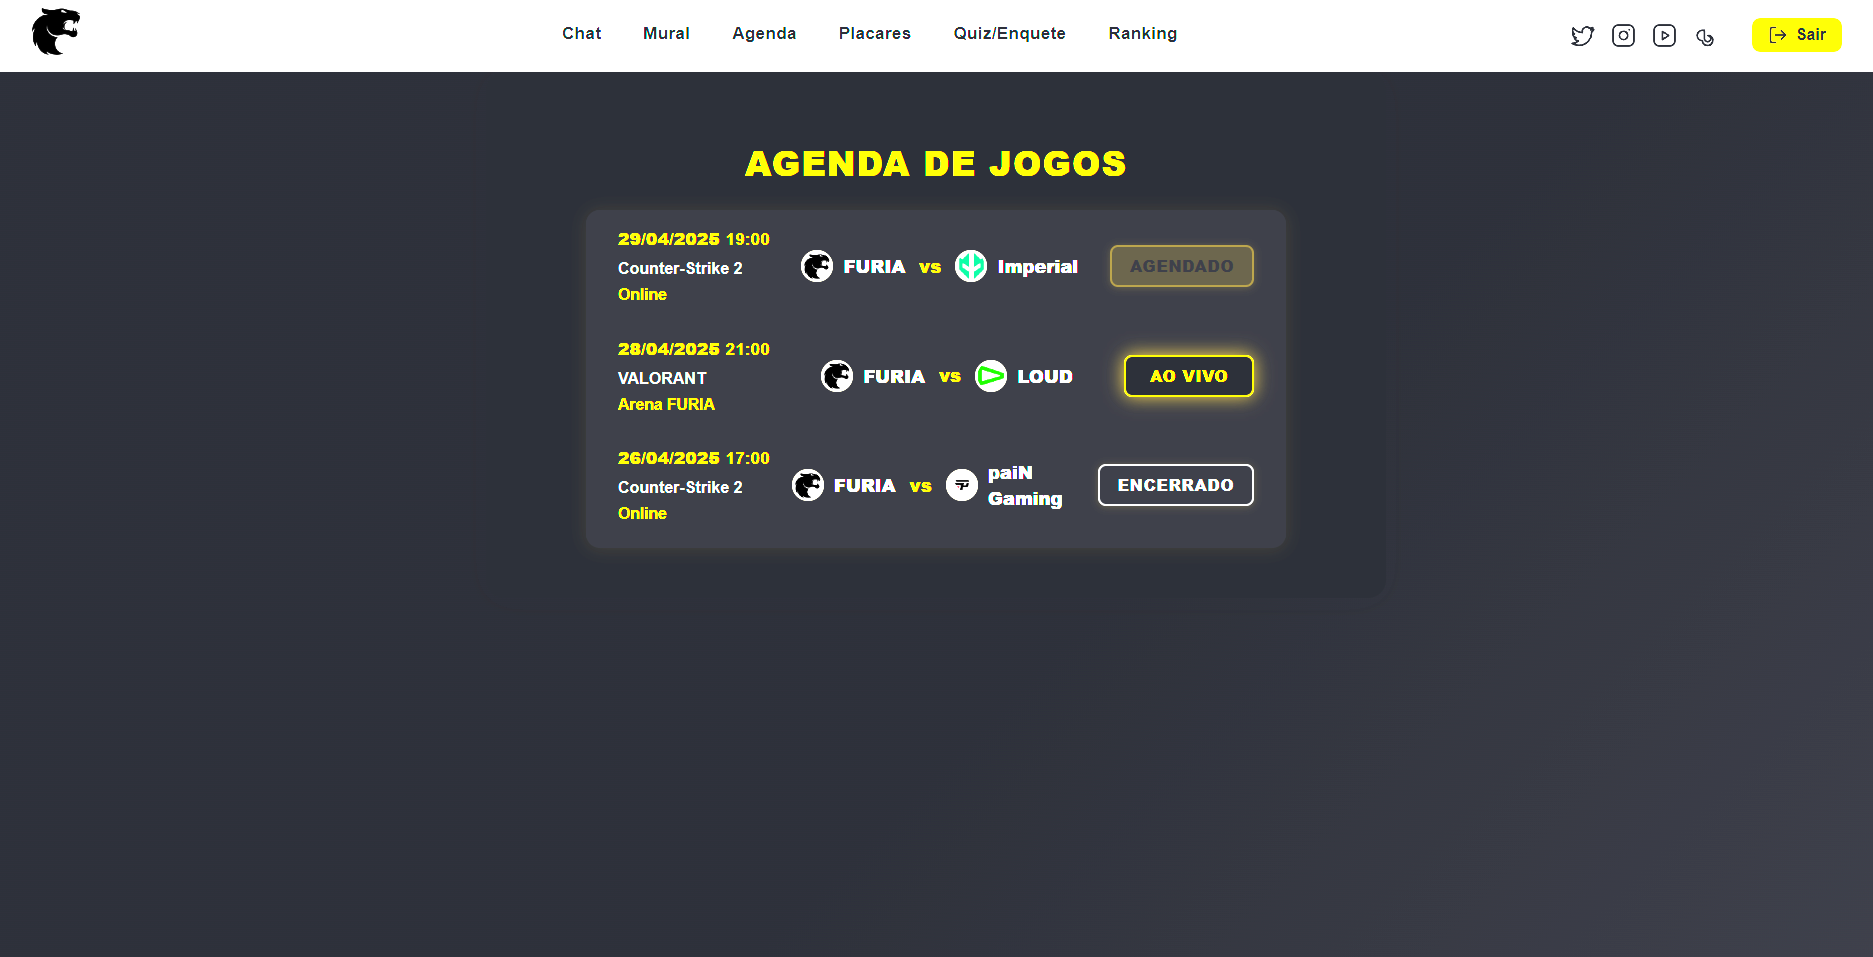 Chat Mural Agenda Placares Quiz/Enquete Ranking Sair
AGENDA DE JOGOS
29/04/2025 19:00
Counter-Strike 2
Online
FURIA vs Imperial
AGENDADO
28/04/2025 21:00
VALORANT
Arena FURIA
FURIA vs LOUD
AO VIVO
26/04/2025 17:00
Counter-Strike 2
Online
FURIA vs paiN
Gaming
ENCERRADO